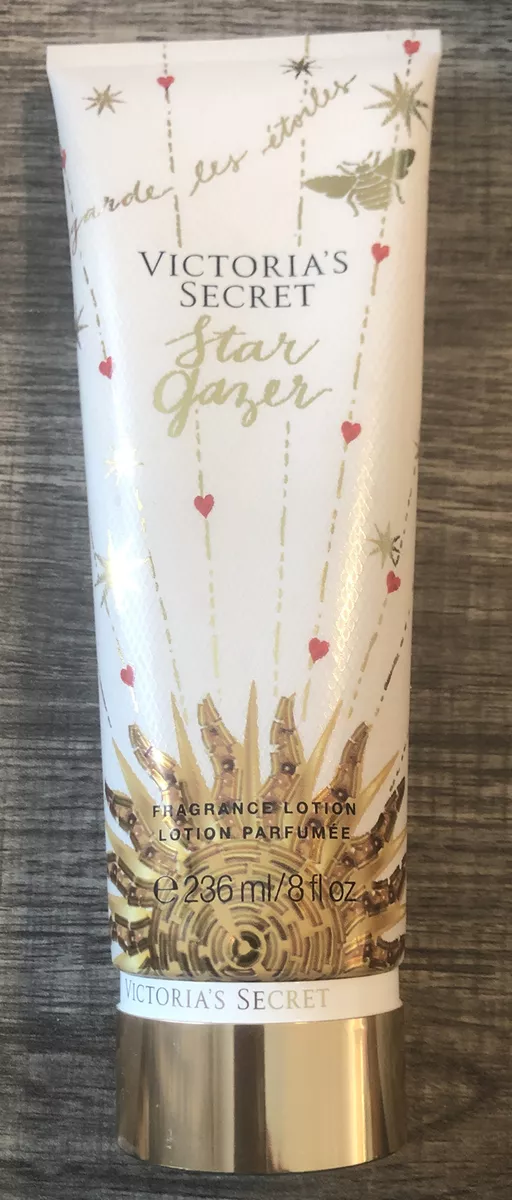 garde les étoiles
VICTORIA'S
SECRET
Star
Gazer
FRAGRANCE LOTION
LOTION PARFUMÉE
℮ 236 ml/8 fl oz
VICTORIA'S SECRET